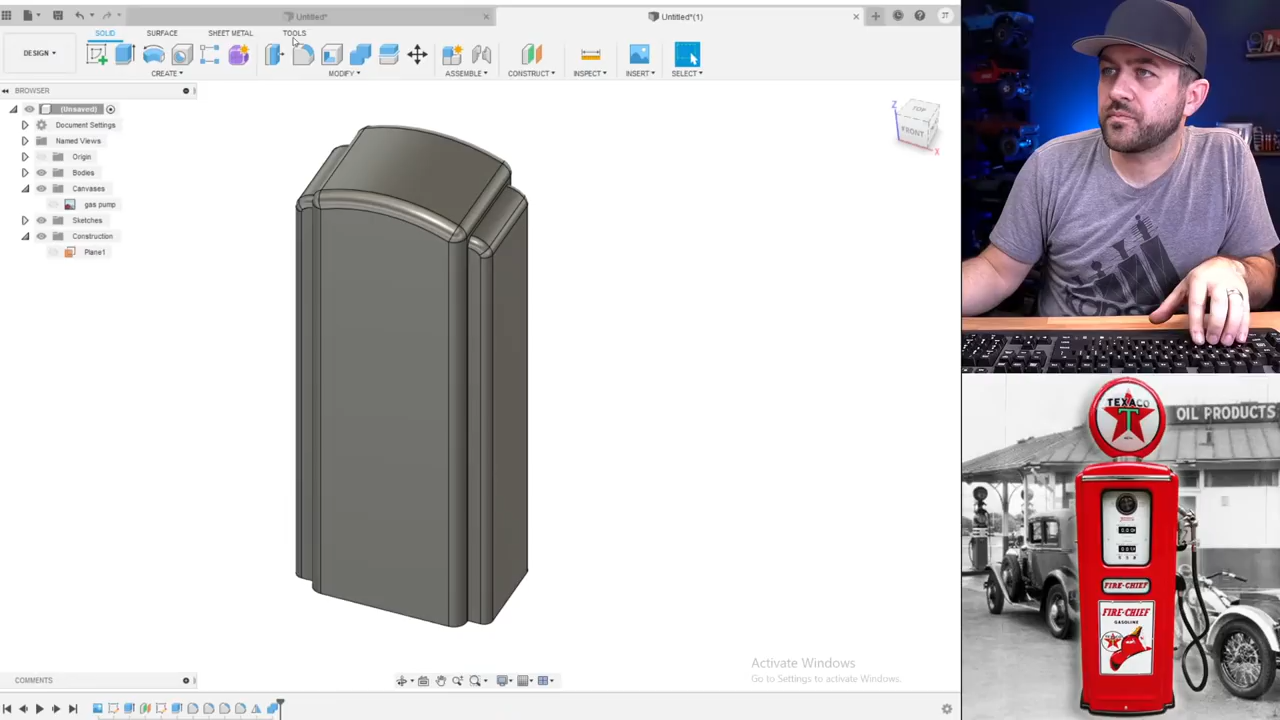 Untitled*
Untitled*(1)
JT
DESIGN
SOLID
SURFACE
SHEET METAL
TOOLS
CREATE
MODIFY
ASSEMBLE
CONSTRUCT
INSPECT
INSERT
SELECT
BROWSER
(Unsaved)
Document Settings
Named Views
Origin
Bodies
Canvases
gas pump
Sketches
Construction
Plane1
Z
TOP
FRONT
X
TEXACO
T
OIL PRODUCTS
FIRE-CHIEF
FIRE-CHIEF
GASOLINE
Activate Windows
Go to Settings to activate Windows.
COMMENTS